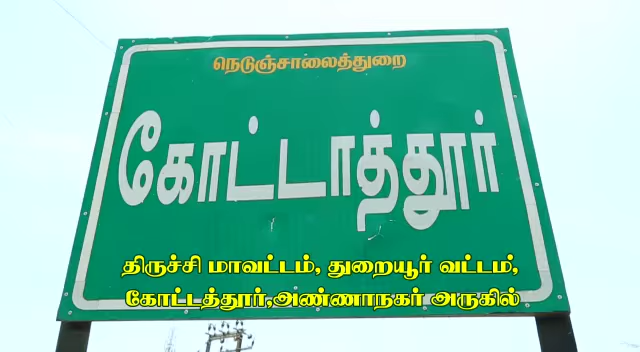 நெடுஞ்சாலைத்துறை
கோட்டாத்தூர்
திருச்சி மாவட்டம், துறையூர் வட்டம்,
கோட்டத்தூர்,அண்ணாநகர் அருகில்